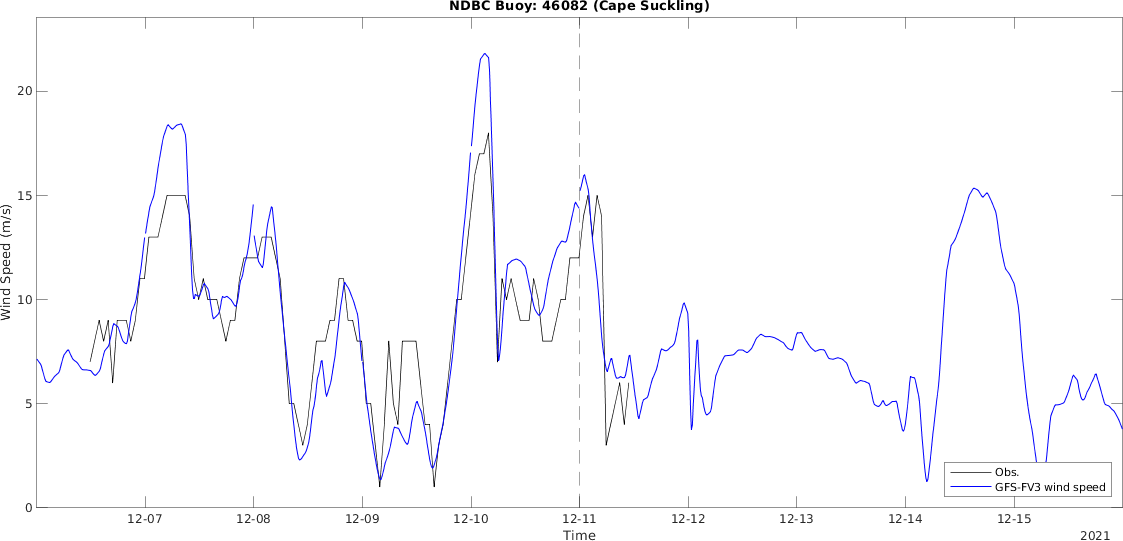 NDBC Buoy: 46082 (Cape Suckling)
Wind Speed (m/s)
20
15
10
5
0
12-07 12-08 12-09 12-10 12-11 12-12 12-13 12-14 12-15
Time
2021
Obs.
GFS-FV3 wind speed